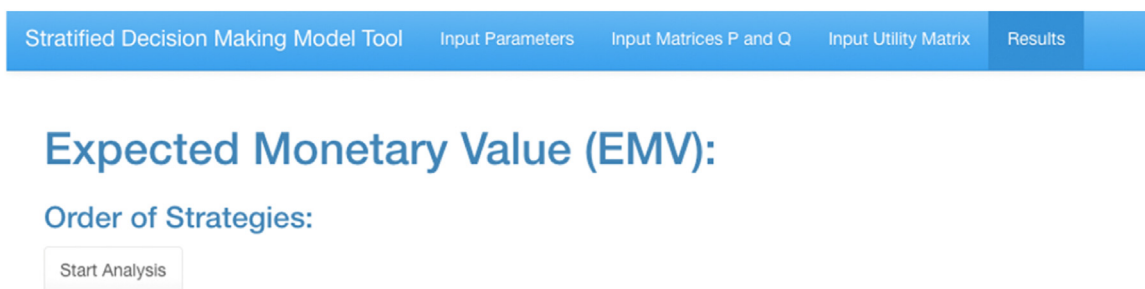 Stratified Decision Making Model Tool Input Parameters Input Matrices P and Q Input Utility Matrix Results
Expected Monetary Value (EMV):
Order of Strategies:
Start Analysis